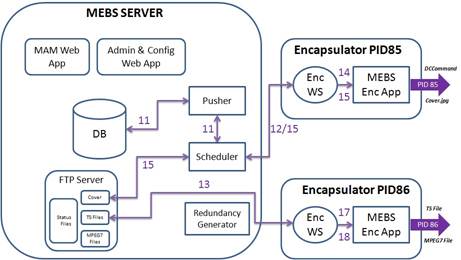 MEBS SERVER
MAM Web
App
Admin & Config
Web App
Pusher
11
11
DB
Scheduler
12/15
15
13
FTP Server
Cover
Status
Files
TS Files
MPEG7
Files
Redundancy
Generator
Encapsulator PID85
Enc
WS
14
15
MEBS
Enc App
DCCommand
PID 85
Cover.jpg
Encapsulator PID86
Enc
WS
17
18
MEBS
Enc App
TS File
PID 86
MPEG7 File